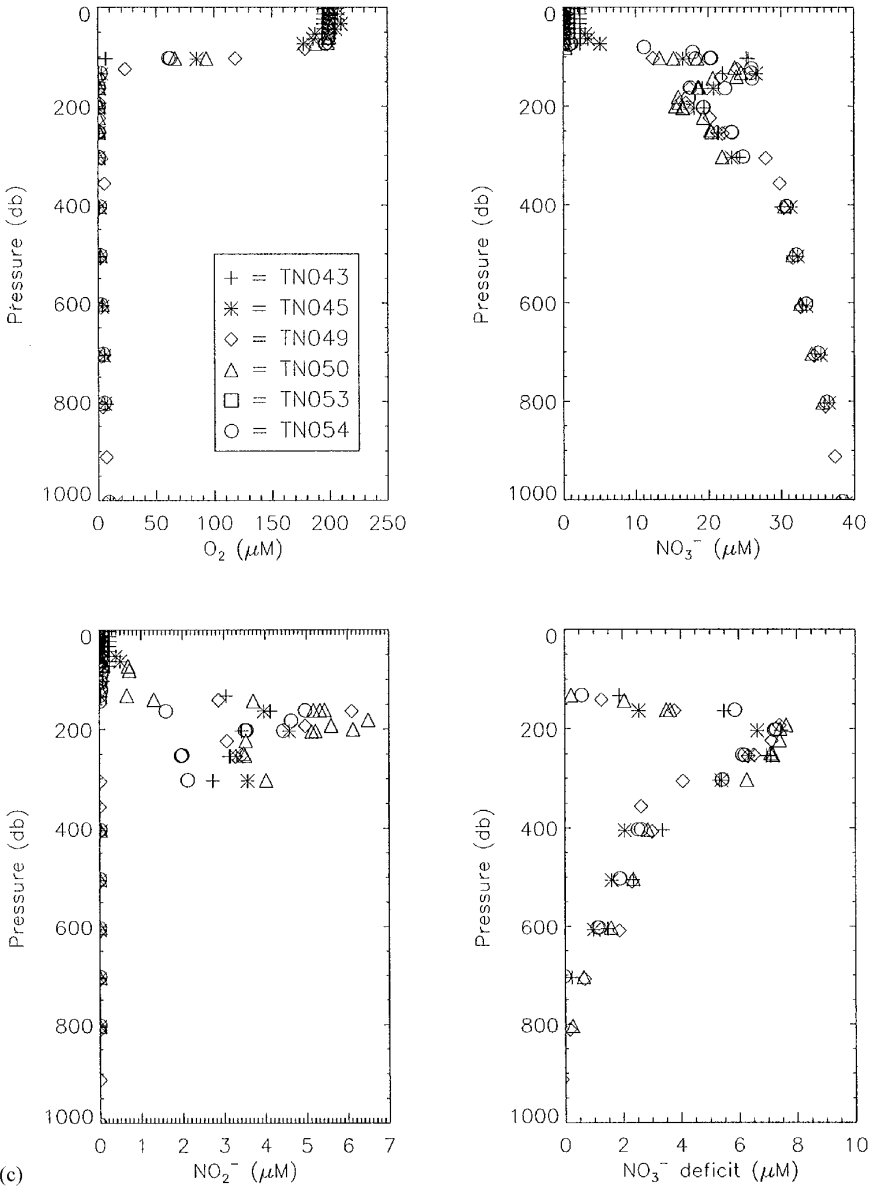 0
200
400
600
800
1000
Pressure (db)
0 50 100 150 200 250
O₂ (μM)
+ = TN043
✳ = TN045
◇ = TN049
△ = TN050
□ = TN053
○ = TN054
0
200
400
600
800
1000
Pressure (db)
0 10 20 30 40
NO₃⁻ (μM)
0
200
400
600
800
1000
Pressure (db)
0 1 2 3 4 5 6 7
NO₂⁻ (μM)
0
200
400
600
800
1000
Pressure (db)
0 2 4 6 8 10
NO₃⁻ deficit (μM)
(c)